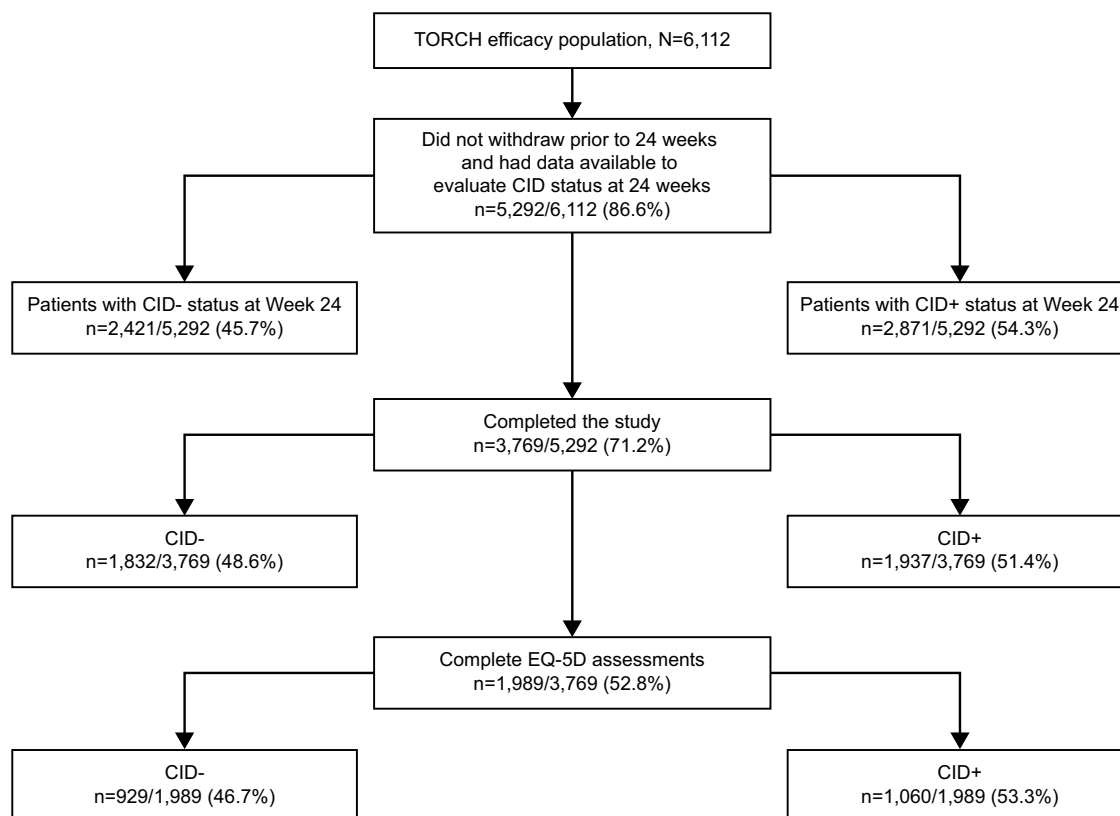 TORCH efficacy population, N=6,112
Did not withdraw prior to 24 weeks
and had data available to
evaluate CID status at 24 weeks
n=5,292/6,112 (86.6%)
Patients with CID- status at Week 24
n=2,421/5,292 (45.7%)
Patients with CID+ status at Week 24
n=2,871/5,292 (54.3%)
Completed the study
n=3,769/5,292 (71.2%)
CID-
n=1,832/3,769 (48.6%)
CID+
n=1,937/3,769 (51.4%)
Complete EQ-5D assessments
n=1,989/3,769 (52.8%)
CID-
n=929/1,989 (46.7%)
CID+
n=1,060/1,989 (53.3%)